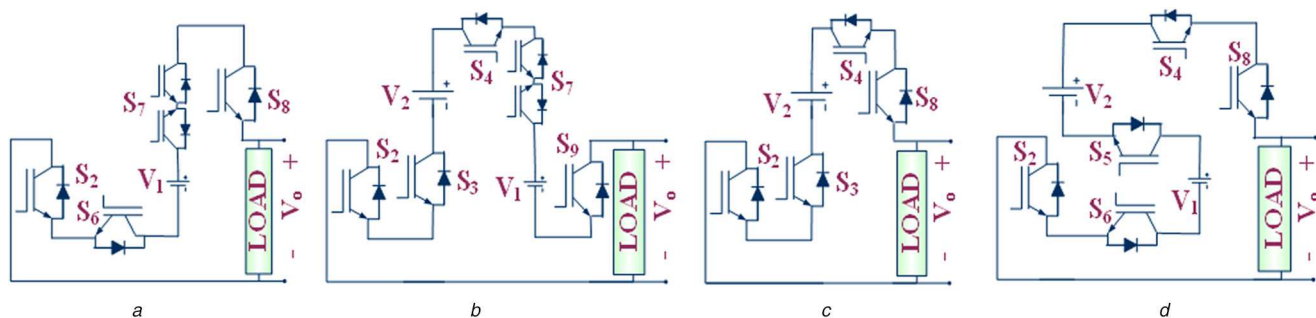 S7
S8
S2
V1
S6
LOAD
+
Vo
-
a
S4
S7
V2
S2
S3
S9
V1
LOAD
+
Vo
-
b
S4
V2
S8
S2
S3
LOAD
+
Vo
-
c
S4
S8
V2
S2
S5
S6
V1
LOAD
+
Vo
-
d